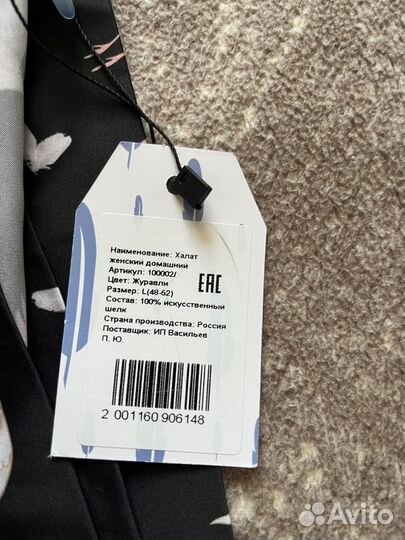 Наименование: Халат
женский домашний
Артикул: 100002/
Цвет: Журавли
Размер: L(48-52)
Состав: 100% искусственный
шелк
Страна производства: Россия
Поставщик: ИП Васильев
П. Ю.
EAC
2 001160 906148
Avito